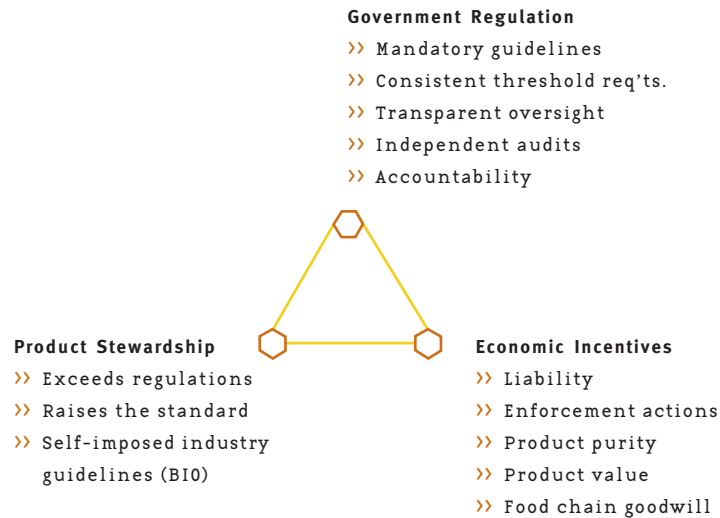 Government Regulation
>> Mandatory guidelines
>> Consistent threshold req'ts.
>> Transparent oversight
>> Independent audits
>> Accountability
Product Stewardship
>> Exceeds regulations
>> Raises the standard
>> Self-imposed industry
guidelines (BIO)
Economic Incentives
>> Liability
>> Enforcement actions
>> Product purity
>> Product value
>> Food chain goodwill